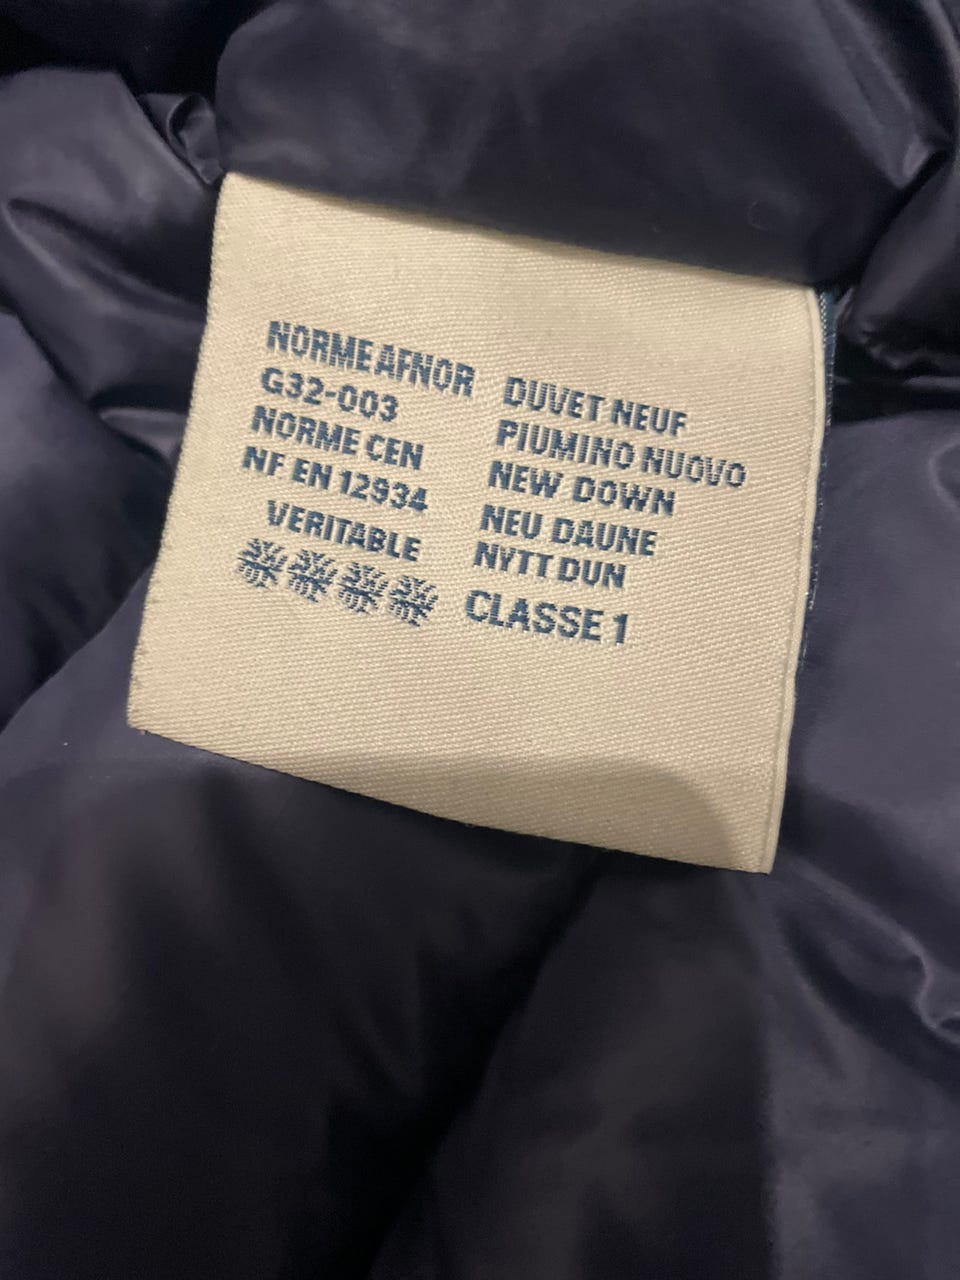 NORME AFNOR
G32-003
NORME CEN
NF EN 12934
VERITABLE
DUVET NEUF
PIUMINO NUOVO
NEW DOWN
NEU DAUNE
NYTT DUN
CLASSE 1